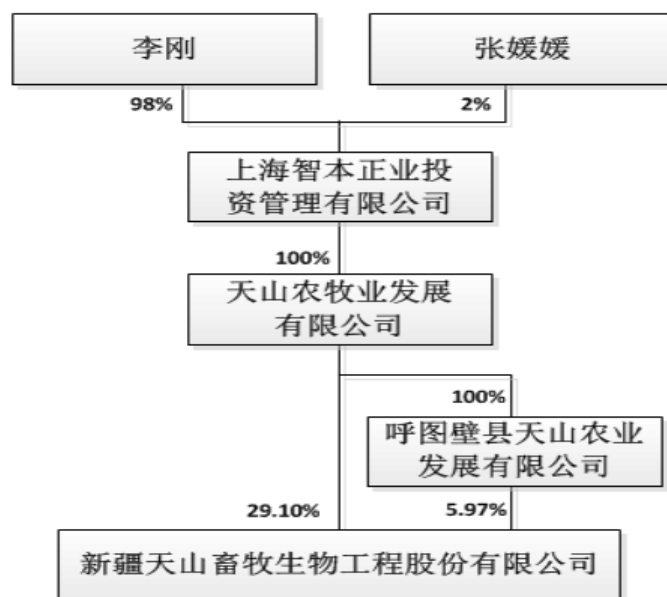 李刚
张媛媛
98%
2%
上海智本正业投
资管理有限公司
100%
天山农牧业发展
有限公司
100%
呼图壁县天山农业
发展有限公司
29.10%
5.97%
新疆天山畜牧生物工程股份有限公司